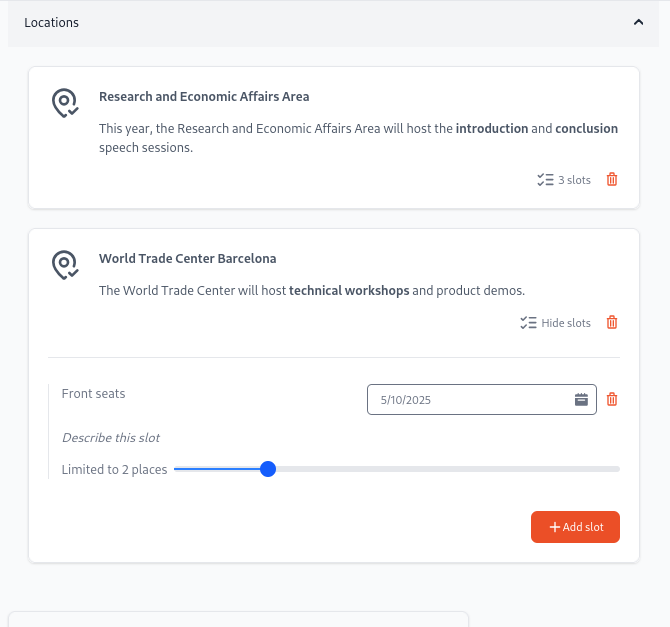 Locations
Research and Economic Affairs Area
This year, the Research and Economic Affairs Area will host the introduction and conclusion
speech sessions.
3 slots
World Trade Center Barcelona
The World Trade Center will host technical workshops and product demos.
Hide slots
Front seats
5/10/2025
Describe this slot
Limited to 2 places
Add slot